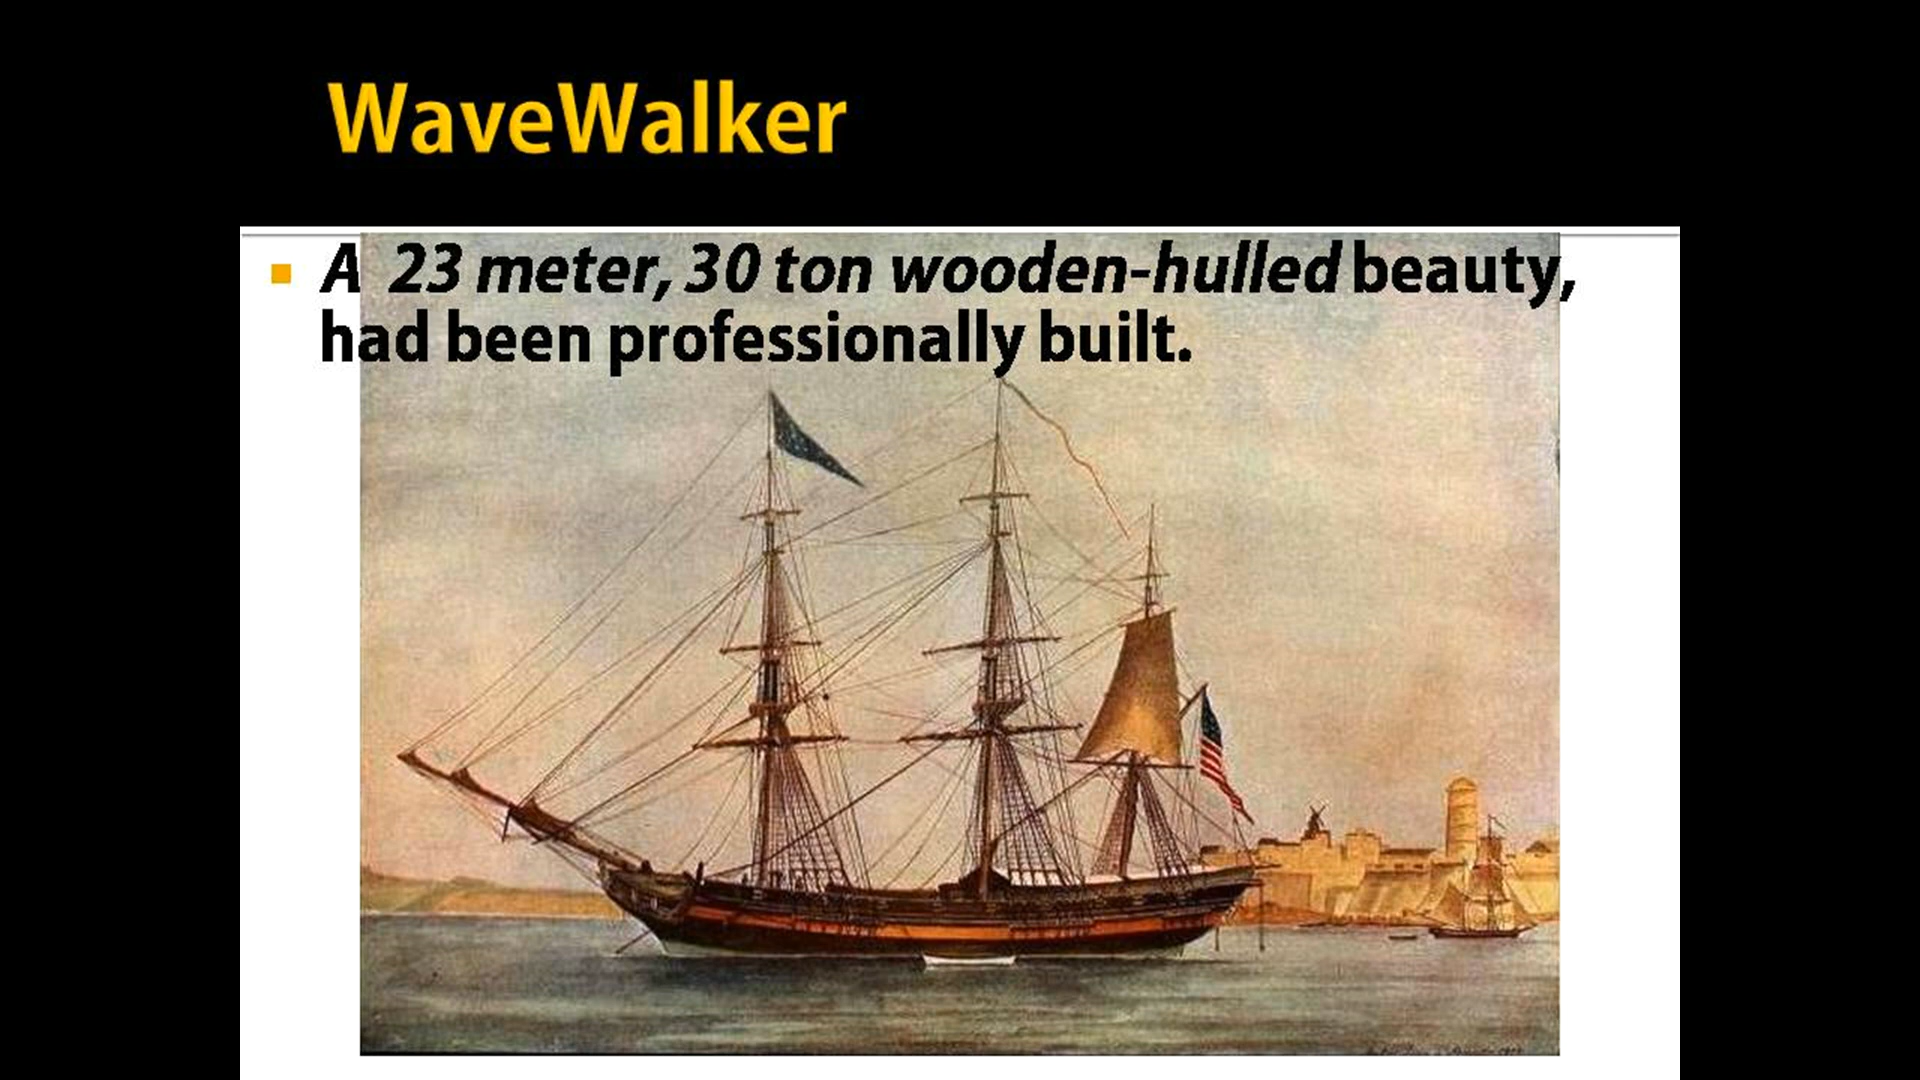 WaveWalker
A 23 meter, 30 ton wooden-hulled beauty,
had been professionally built.